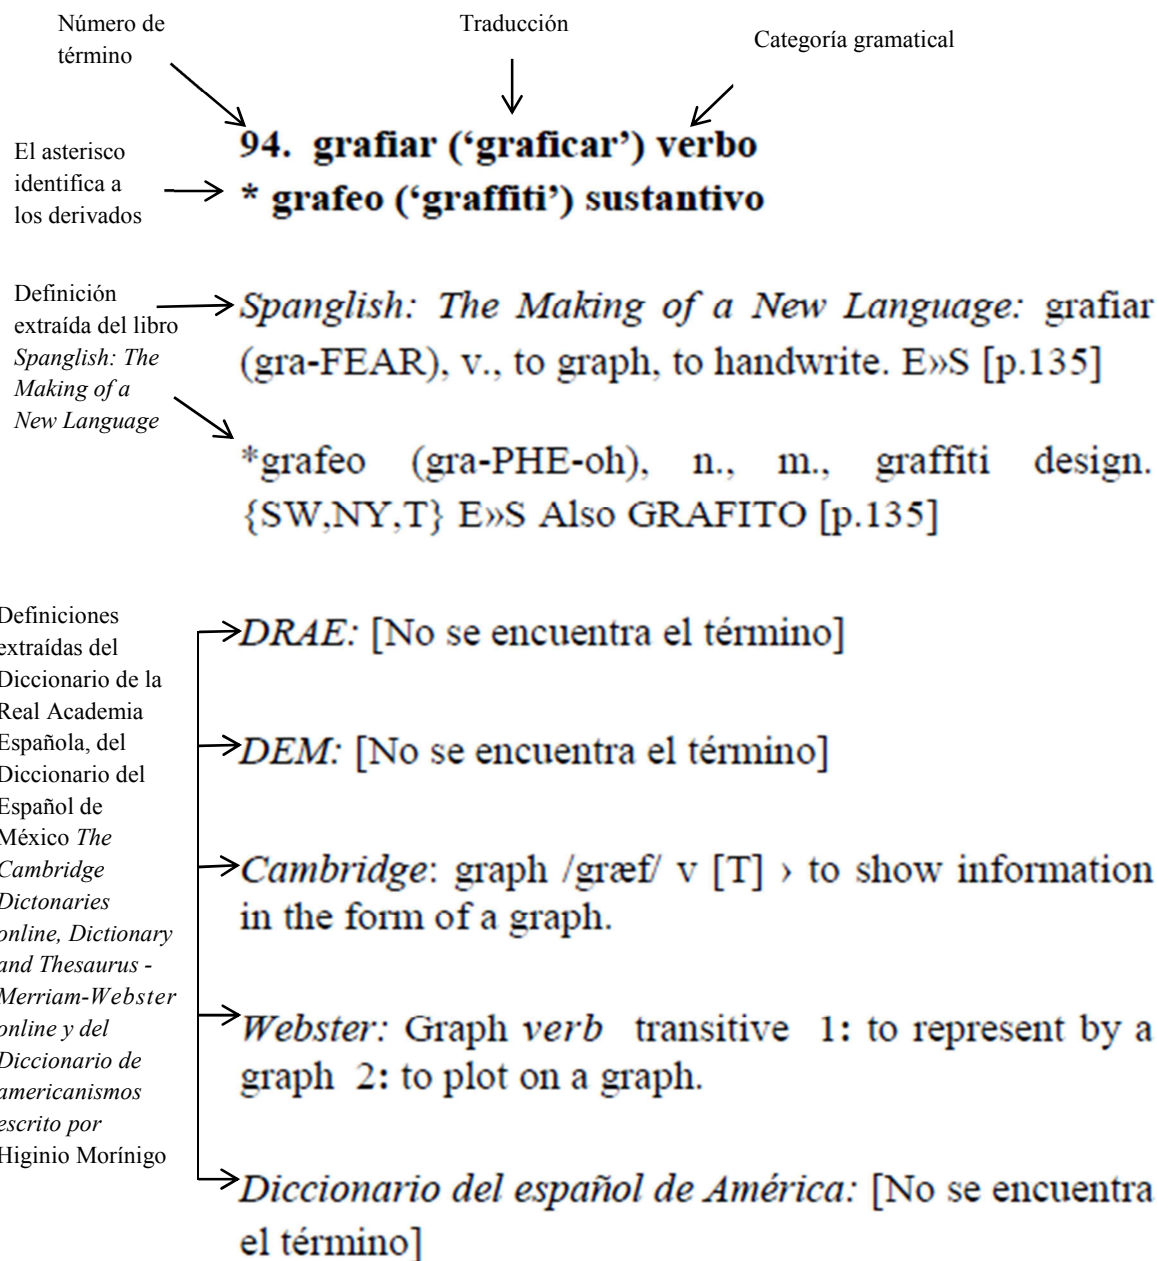 Número de
término
Traducción
Categoría gramatical
94. grafiar (‘graficar’) verbo
* grafeo (‘graffiti’) sustantivo
El asterisco
identifica a
los derivados
Definición
extraída del libro
Spanglish: The
Making of a
New Language
Spanglish: The Making of a New Language: grafiar
(gra-FEAR), v., to graph, to handwrite. E»S [p.135]
*grafeo (gra-PHE-oh), n., m., graffiti design.
{SW,NY,T} E»S Also GRAFITO [p.135]
Definiciones
extraídas del
Diccionario de la
Real Academia
Española, del
Diccionario del
Español de
México The
Cambridge
Dictonaries
online, Dictionary
and Thesaurus -
Merriam-Webster
online y del
Diccionario de
americanismos
escrito por
Higinio Morínigo
DRAE: [No se encuentra el término]
DEM: [No se encuentra el término]
Cambridge: graph /græf/ v [T] › to show information
in the form of a graph.
Webster: Graph verb transitive 1: to represent by a
graph 2: to plot on a graph.
Diccionario del español de América: [No se encuentra
el término]